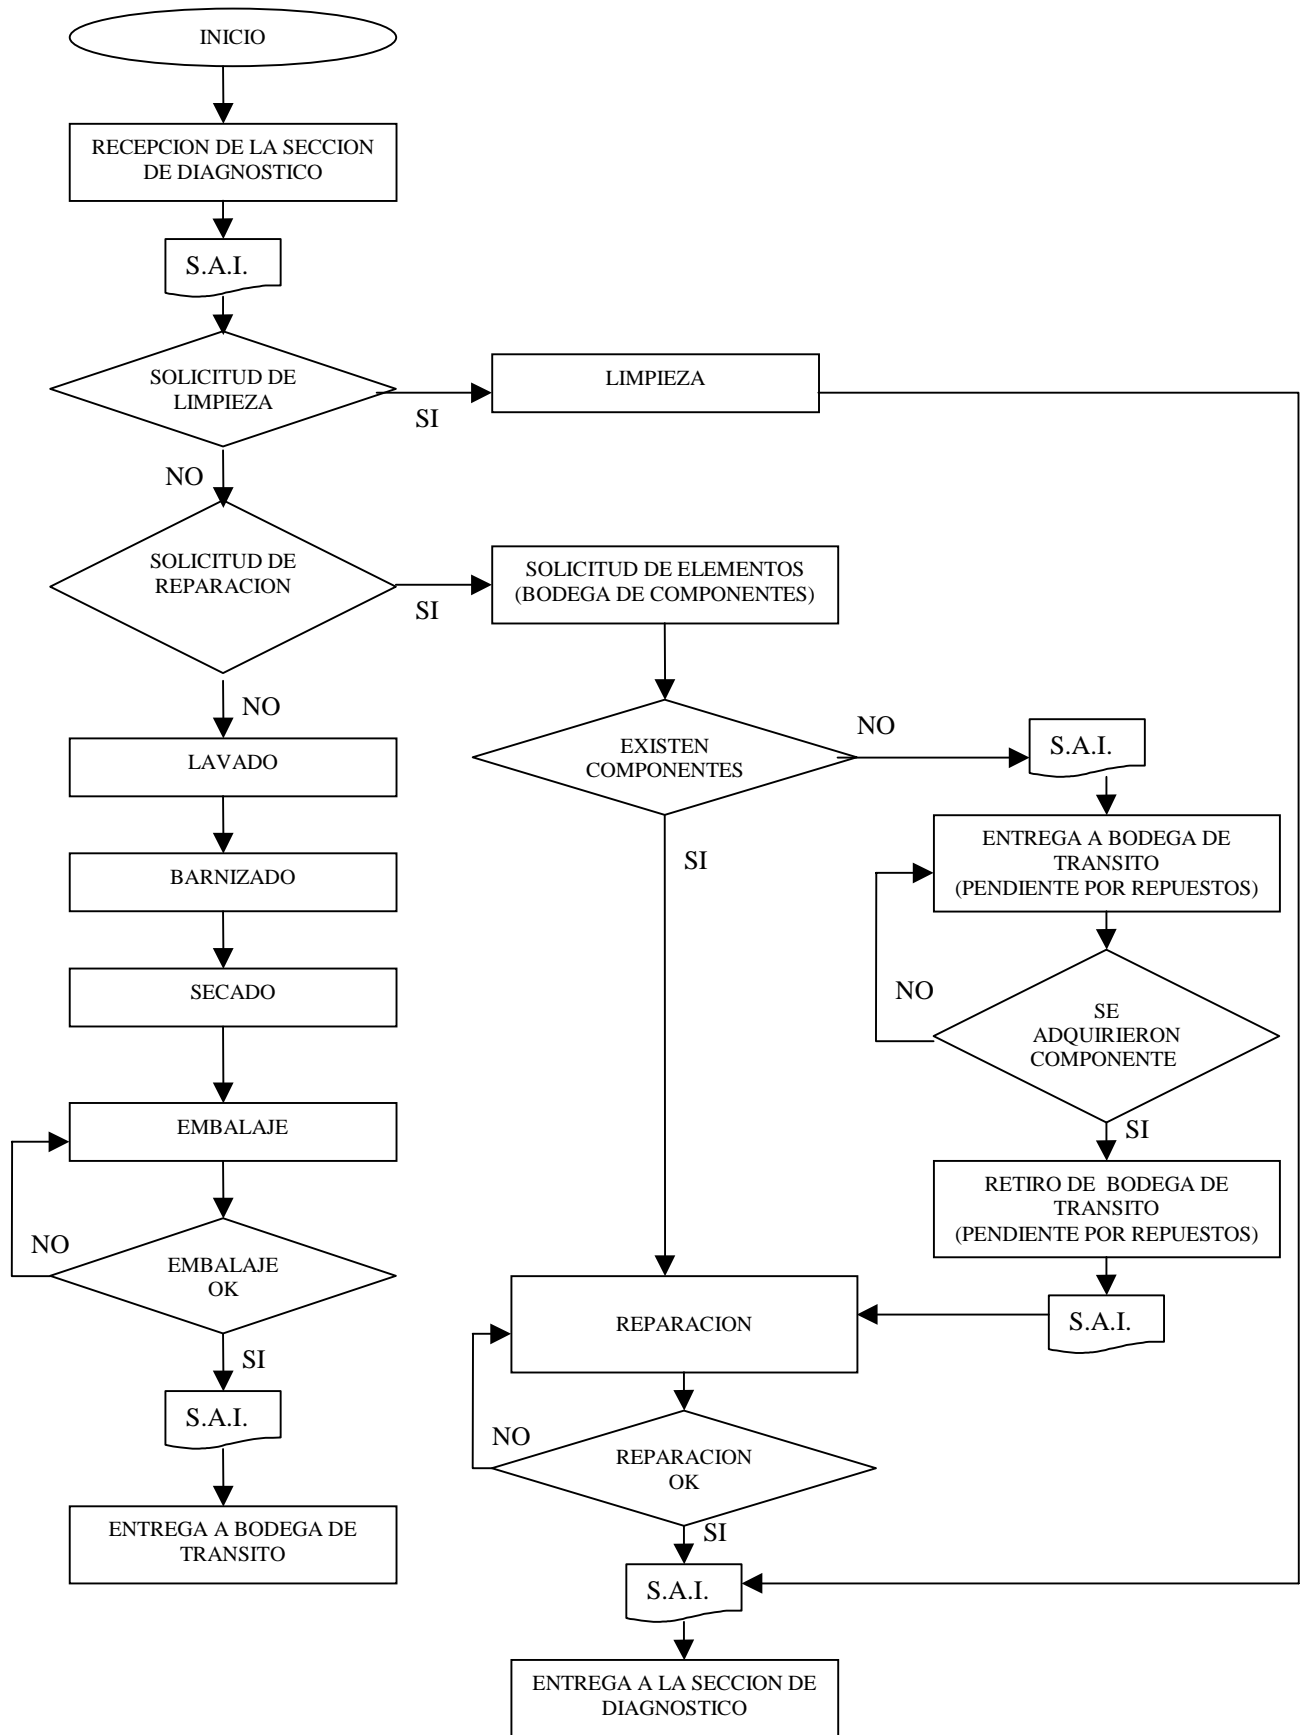 INICIO
RECEPCION DE LA SECCION
DE DIAGNOSTICO
S.A.I.
SOLICITUD DE
LIMPIEZA
SI
LIMPIEZA
NO
SOLICITUD DE
REPARACION
SI
SOLICITUD DE ELEMENTOS
(BODEGA DE COMPONENTES)
NO
LAVADO
BARNIZADO
SECADO
EMBALAJE
NO
EMBALAJE
OK
SI
S.A.I.
ENTREGA A BODEGA DE
TRANSITO
EXISTEN
COMPONENTES
NO
S.A.I.
SI
ENTREGA A BODEGA DE
TRANSITO
(PENDIENTE POR REPUESTOS)
NO
SE
ADQUIRIERON
COMPONENTE
SI
RETIRO DE  BODEGA DE
TRANSITO
(PENDIENTE POR REPUESTOS)
S.A.I.
REPARACION
NO
REPARACION
OK
SI
S.A.I.
ENTREGA A LA SECCION DE
DIAGNOSTICO